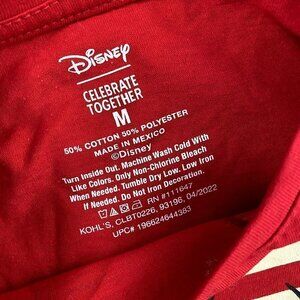 Disney
CELEBRATE
TOGETHER
M
50% COTTON 50% POLYESTER
MADE IN MEXICO
©Disney
Turn Inside Out. Machine Wash Cold With
Like Colors. Only Non-Chlorine Bleach
When Needed. Tumble Dry Low. Low Iron
If Needed. Do Not Iron Decoration.
RN #111647
KOHL'S, CLBT0226, 93196, 04/2022
UPC# 196624644383